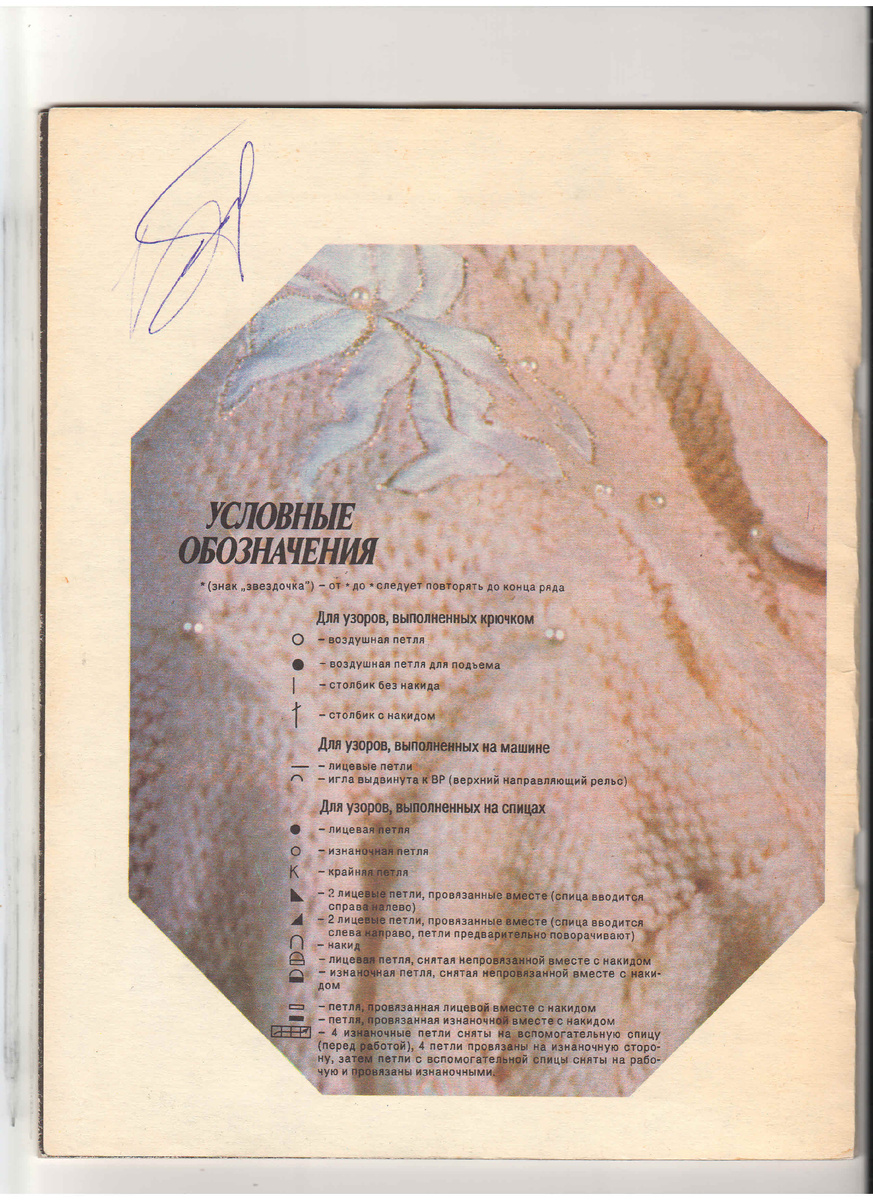 УСЛОВНЫЕ
ОБОЗНАЧЕНИЯ
* (знак „звездочка") – от * до * следует повторять до конца ряда
Для узоров, выполненных крючком
– воздушная петля
– воздушная петля для подъема
– столбик без накида
– столбик с накидом
Для узоров, выполненных на машине
– лицевые петли
– игла выдвинута к ВР (верхний направляющий рельс)
Для узоров, выполненных на спицах
– лицевая петля
– изнаночная петля
К – крайняя петля
– 2 лицевые петли, провязанные вместе (спица вводится
справа налево)
– 2 лицевые петли, провязанные вместе (спица вводится
слева направо, петли предварительно поворачивают)
– накид
– лицевая петля, снятая непровязанной вместе с накидом
– изнаночная петля, снятая непровязанной вместе с наки-
дом
– петля, провязанная лицевой вместе с накидом
– петля, провязанная изнаночной вместе с накидом
– 4 изнаночные петли сняты на вспомогательную спицу
(перед работой), 4 петли провязаны на изнаночную сторо-
ну, затем петли с вспомогательной спицы сняты на рабо-
чую и провязаны изнаночными.